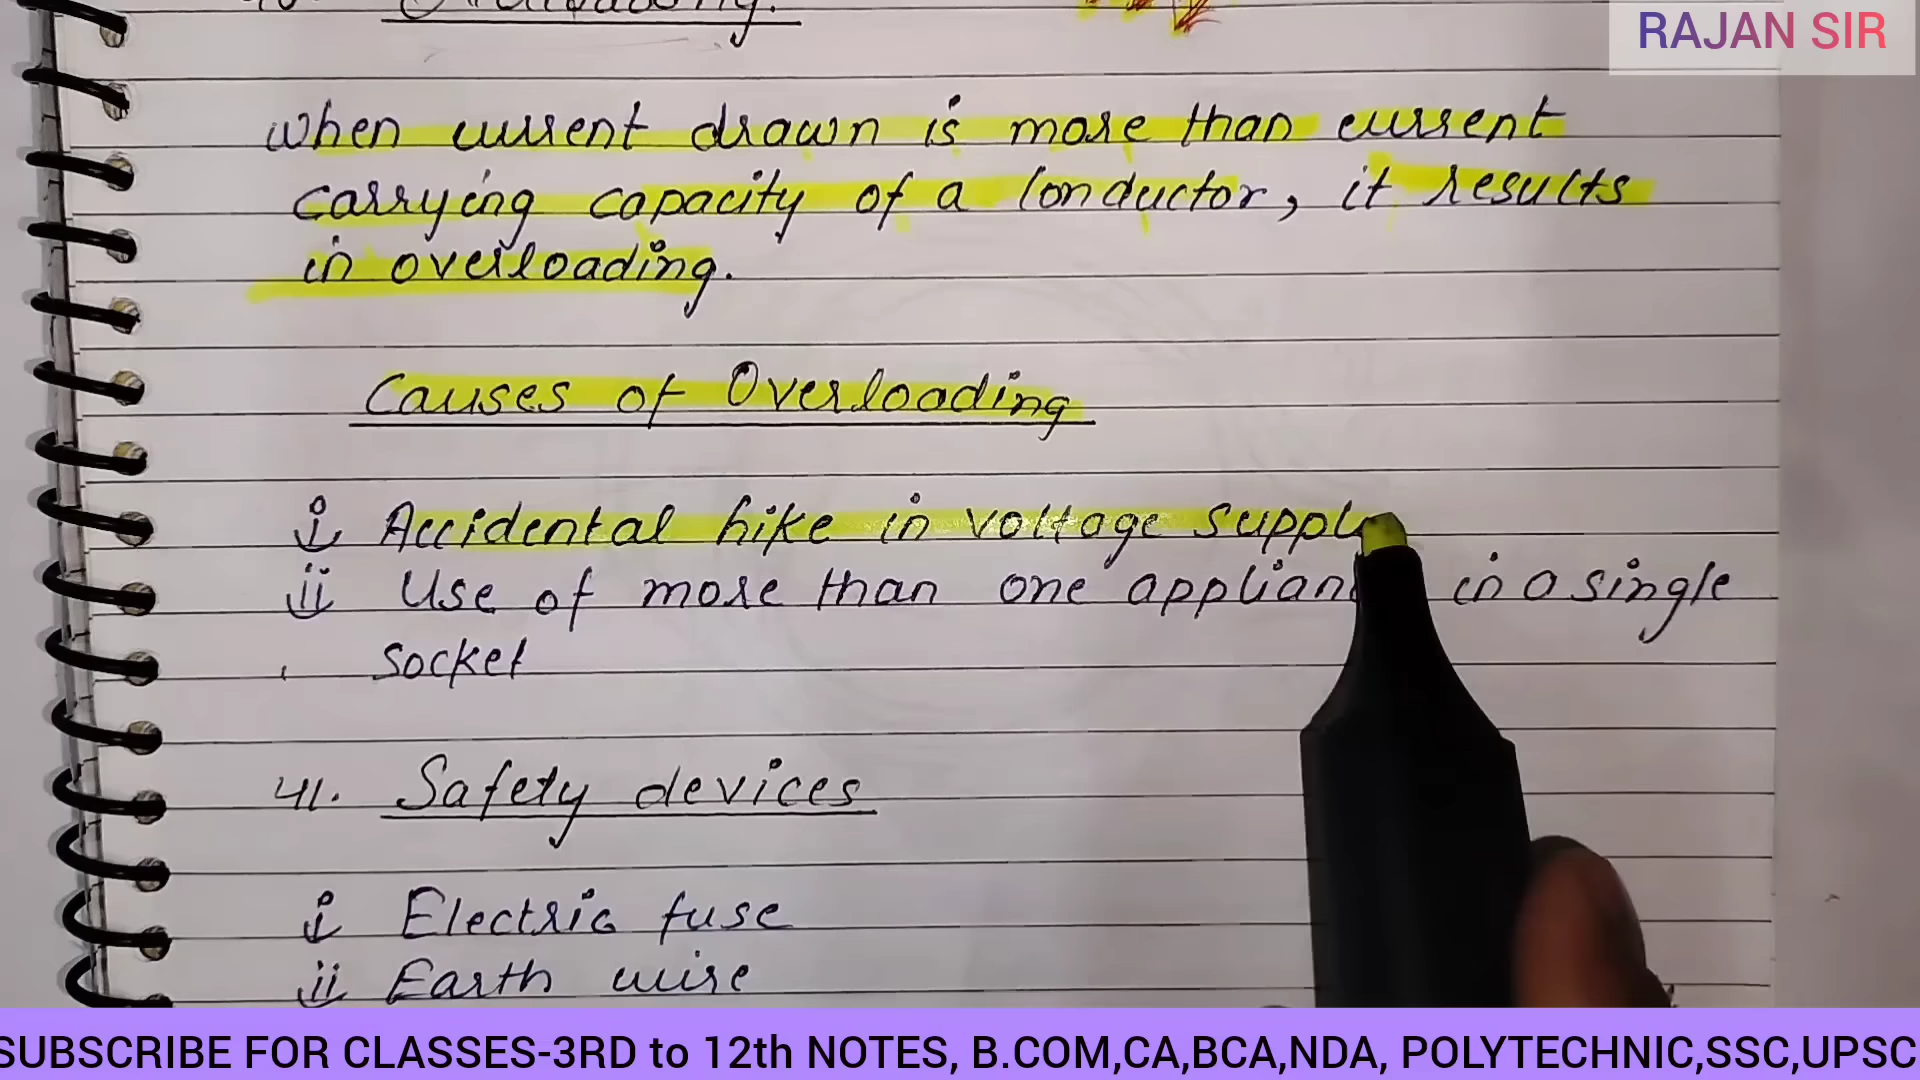 Overloading.
RAJAN SIR
when current drawn is more than current
carrying capacity of a conductor, it results
in overloading.
Causes of Overloading
i Accidental hike in voltage supply
ii Use of more than one in a single
socket
41. Safety devices
i Electric fuse
ii Earth wire
SUBSCRIBE FOR CLASSES-3RD to 12th NOTES, B.COM,CA,BCA,NDA, POLYTECHNIC,SSC,UPSC